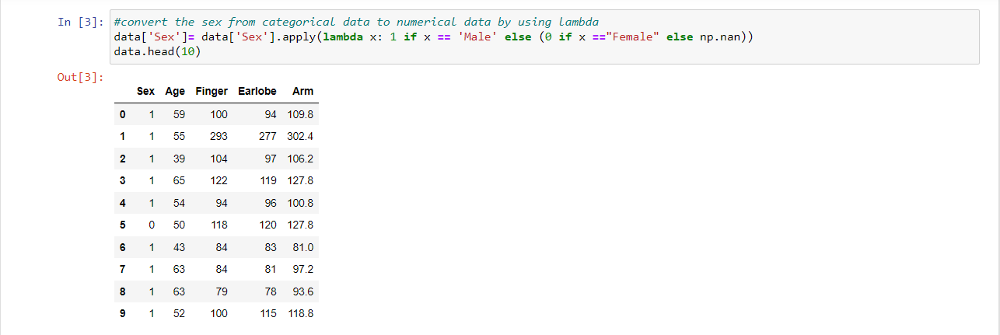 In [3]: #convert the sex from categorical data to numerical data by using lambda
data['Sex']= data['Sex'].apply(lambda x: 1 if x == 'Male' else (0 if x =="Female" else np.nan))
data.head(10)
Out[3]:
Sex Age Finger Earlobe Arm
0 1 59 100 94 109.8
1 1 55 293 277 302.4
2 1 39 104 97 106.2
3 1 65 122 119 127.8
4 1 54 94 96 100.8
5 0 50 118 120 127.8
6 1 43 84 83 81.0
7 1 63 84 81 97.2
8 1 63 79 78 93.6
9 1 52 100 115 118.8